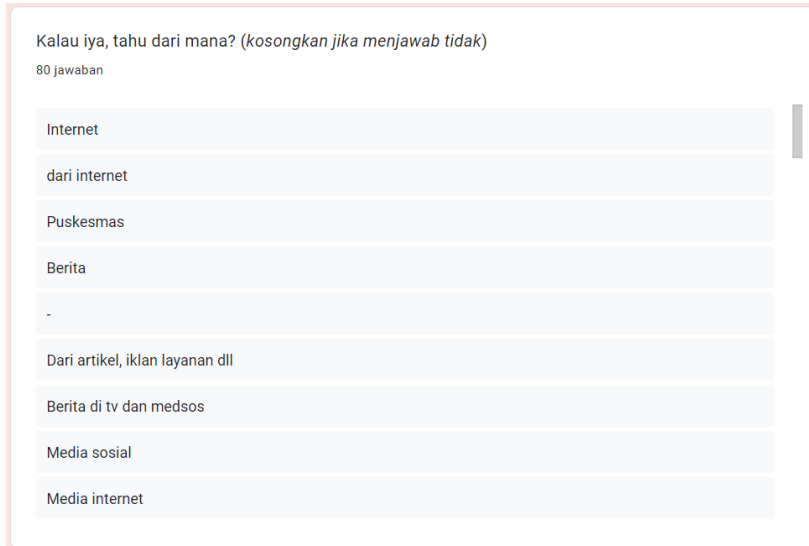 Kalau iya, tahu dari mana? (kosongkan jika menjawab tidak)
80 jawaban
Internet
dari internet
Puskesmas
Berita
-
Dari artikel, iklan layanan dll
Berita di tv dan medsos
Media sosial
Media internet